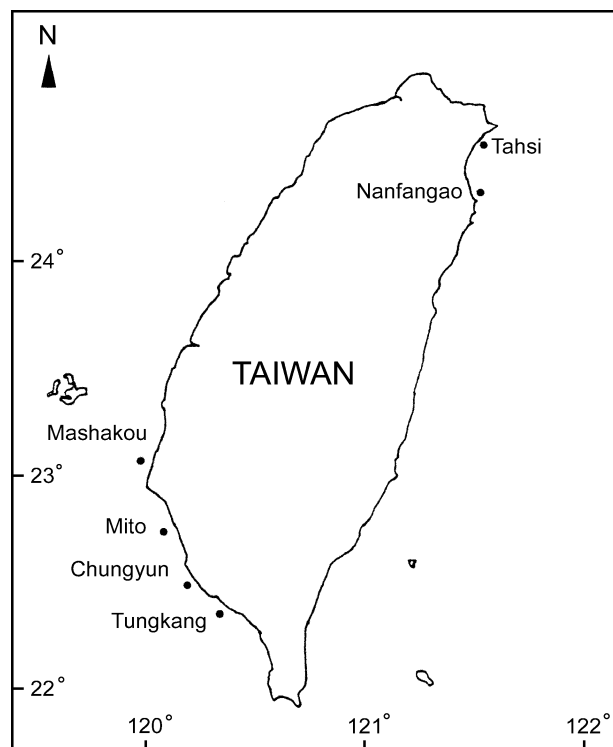 N
Tahsi
Nanfangao
24°
TAIWAN
Mashakou
23°
Mito
Chungyun
Tungkang
22°
120° 121° 122°